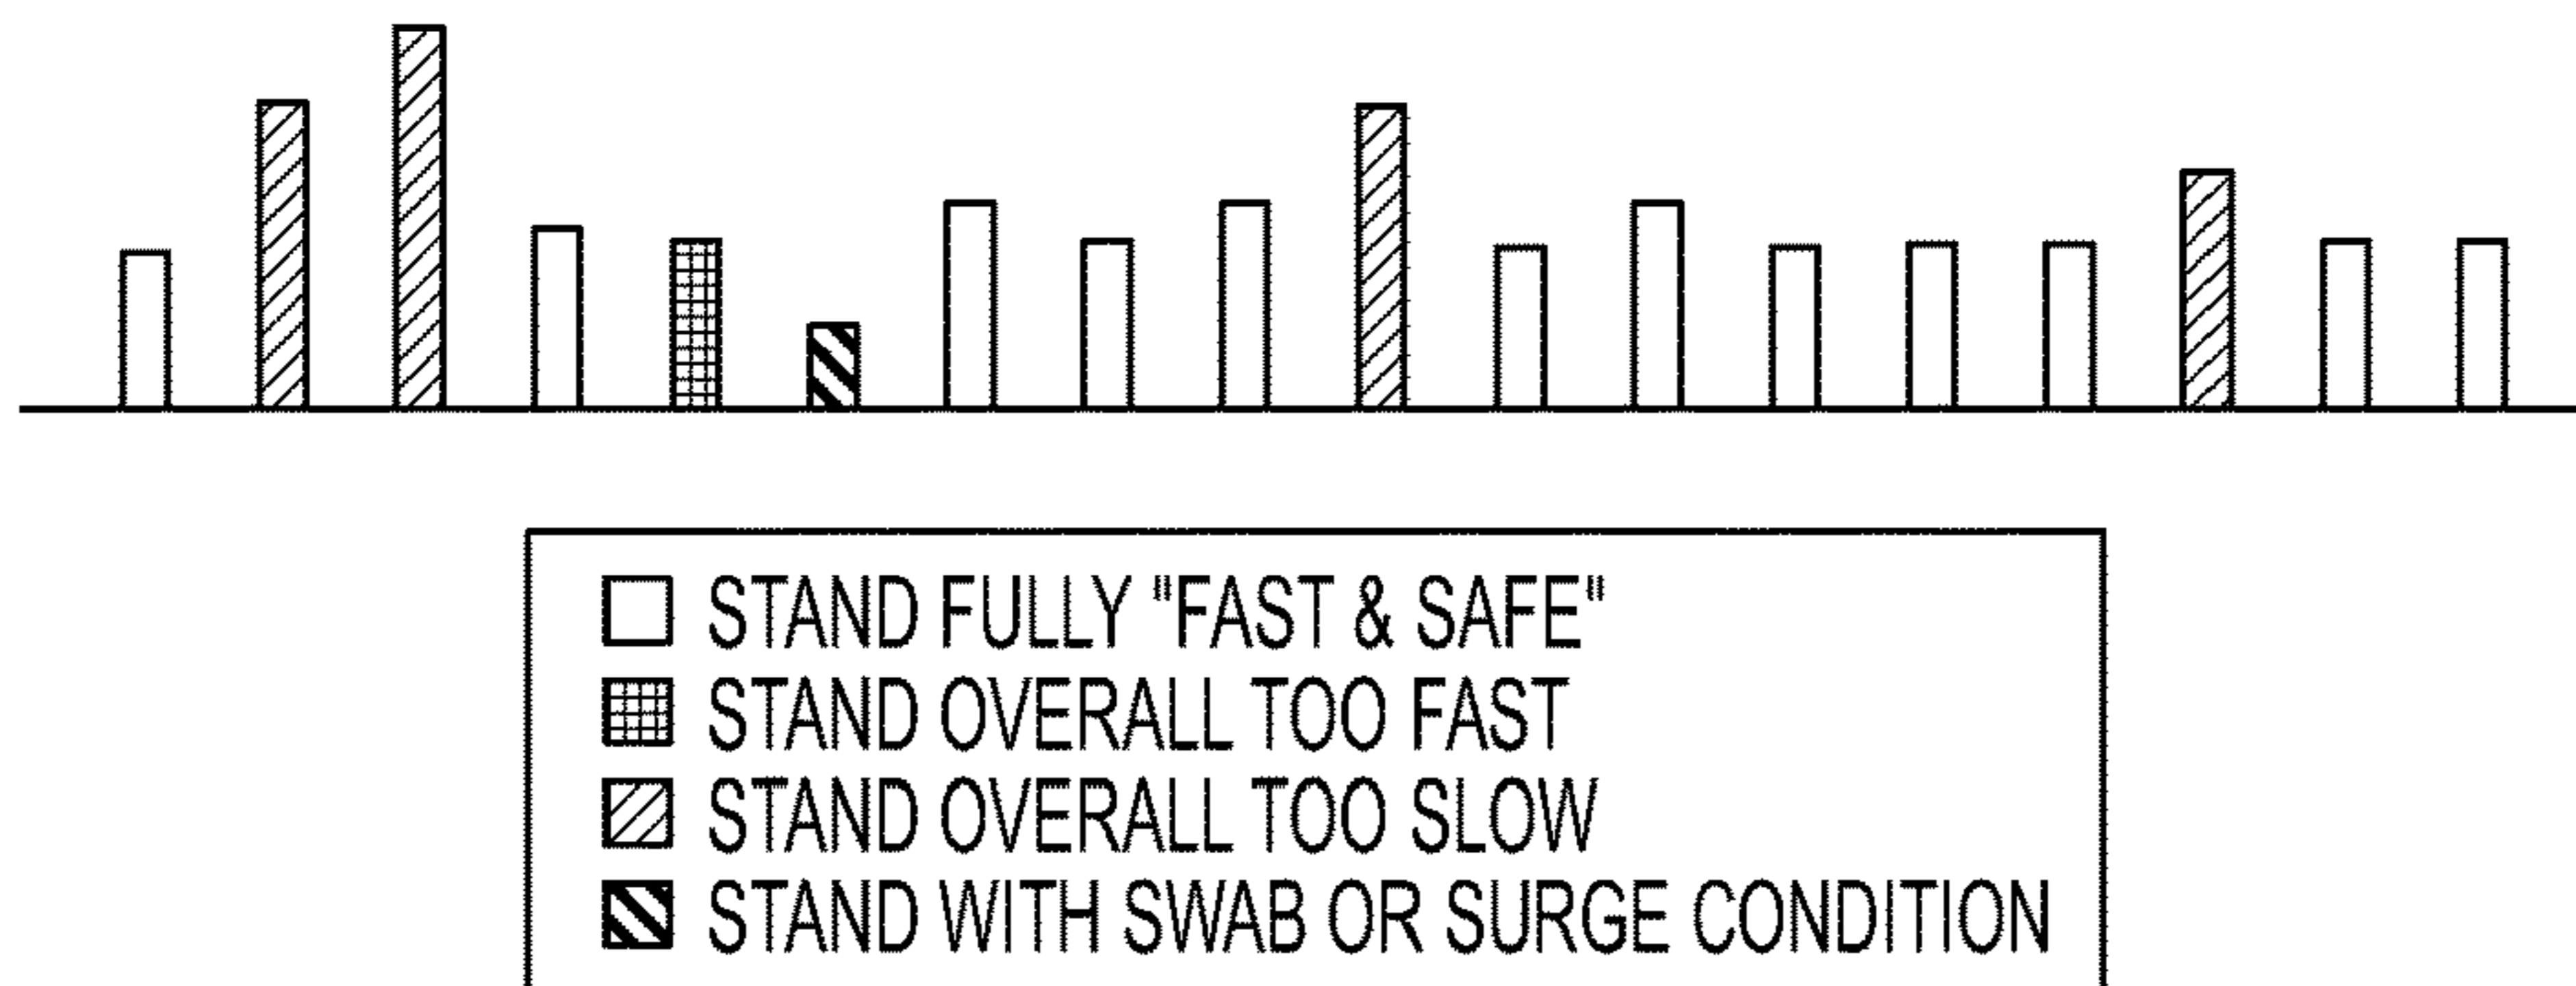 STAND FULLY "FAST & SAFE"
STAND OVERALL TOO FAST
STAND OVERALL TOO SLOW
STAND WITH SWAB OR SURGE CONDITION